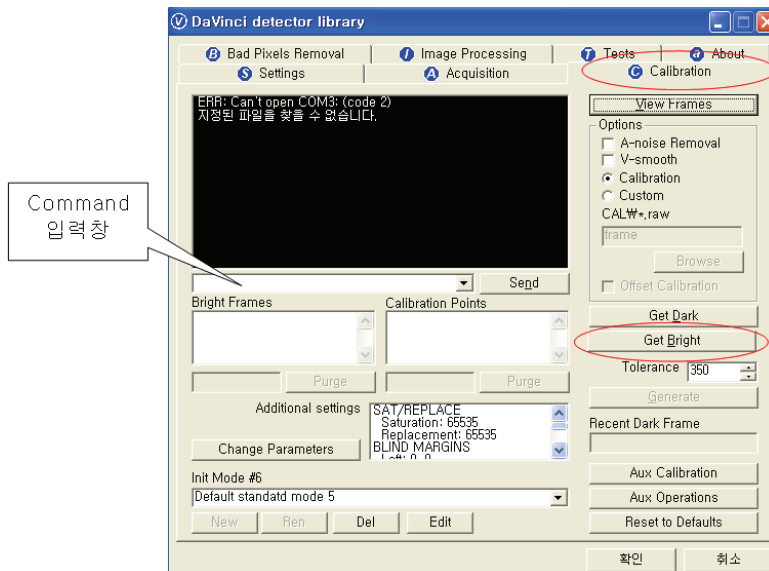 DaVinci detector library
B Bad Pixels Removal
I Image Processing
T Tests
a About
S Settings
A Acquisition
C Calibration
ERR: Can't open COM3: (code 2)
지정된 파일을 찾을 수 없습니다.
Command
입력창
Send
Bright Frames
Calibration Points
Purge
Purge
Additional settings
SAT/REPLACE
Saturation: 65535
Replacement: 65535
BLIND MARGINS
Left: 0 0
Change Parameters
Init Mode #6
Default standatd mode 5
New
Ren
Del
Edit
View Frames
Options
A-noise Removal
V-smooth
Calibration
Custom
CAL₩*.raw
frame
Browse
Offset Calibration
Get Dark
Get Bright
Tolerance
350
Generate
Recent Dark Frame
Aux Calibration
Aux Operations
Reset to Defaults
확인
취소